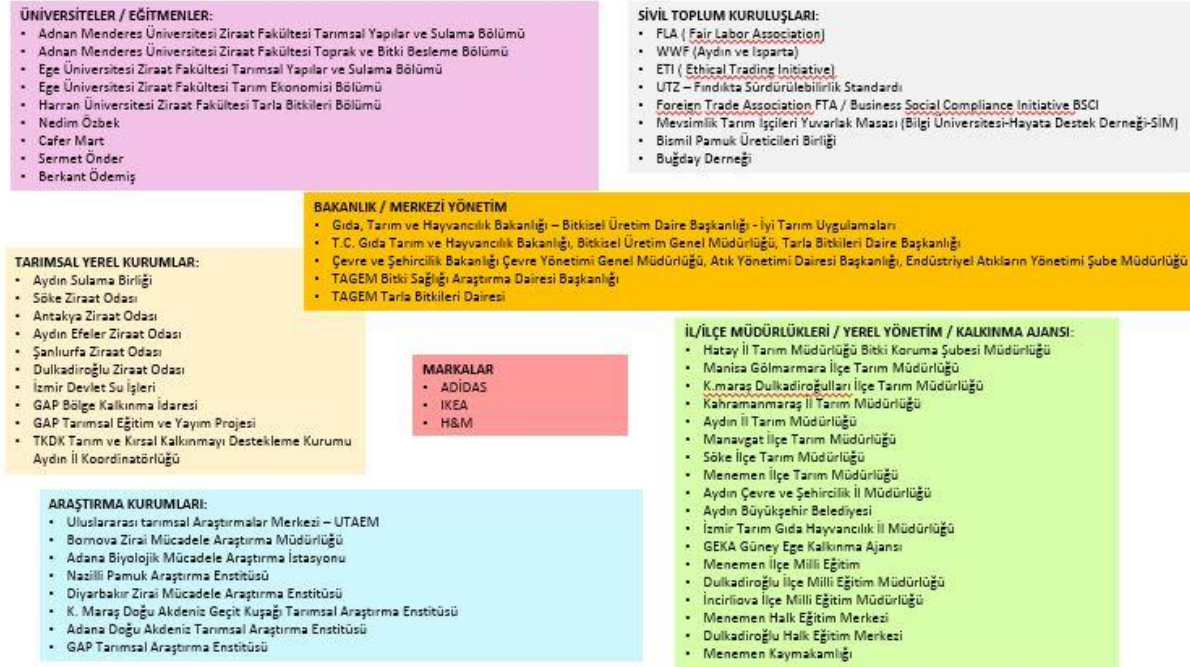 ÜNİVERSİTELER / EĞİTMENLER:
• Adnan Menderes Üniversitesi Ziraat Fakültesi Tarımsal Yapılar ve Sulama Bölümü
• Adnan Menderes Üniversitesi Ziraat Fakültesi Toprak ve Bitki Besleme Bölümü
• Ege Üniversitesi Ziraat Fakültesi Tarımsal Yapılar ve Sulama Bölümü
• Ege Üniversitesi Ziraat Fakültesi Tarım Ekonomisi Bölümü
• Harran Üniversitesi Ziraat Fakültesi Tarla Bitkileri Bölümü
• Nedim Özbek
• Cafer Mart
• Sermet Önder
• Berkant Ödemiş
SİVİL TOPLUM KURULUŞLARI:
• FLA ( Fair Labor Association)
• WWF (Aydın ve Isparta)
• ETI ( Ethical Trading Initiative)
• UTZ – Fındıkta Sürdürülebilirlik Standardı
• Foreign Trade Association FTA / Business Social Compliance Initiative BSCI
• Mevsimlik Tarım İşçileri Yuvarlak Masası (Bilgi Üniversitesi-Hayata Destek Derneği-SİM)
• Bismil Pamuk Üreticileri Birliği
• Buğday Derneği
BAKANLIK / MERKEZİ YÖNETİM
• Gıda, Tarım ve Hayvancılık Bakanlığı – Bitkisel Üretim Daire Başkanlığı - İyi Tarım Uygulamaları
• T.C. Gıda Tarım ve Hayvancılık Bakanlığı, Bitkisel Üretim Genel Müdürlüğü, Tarla Bitkileri Daire Başkanlığı
• Çevre ve Şehircilik Bakanlığı Çevre Yönetimi Genel Müdürlüğü, Atık Yönetimi Dairesi Başkanlığı, Endüstriyel Atıkların Yönetimi Şube Müdürlüğü
• TAGEM Bitki Sağlığı Araştırma Dairesi Başkanlığı
• TAGEM Tarla Bitkileri Dairesi
TARIMSAL YEREL KURUMLAR:
• Aydın Sulama Birliği
• Söke Ziraat Odası
• Antakya Ziraat Odası
• Aydın Efeler Ziraat Odası
• Şanlıurfa Ziraat Odası
• Dulkadiroğlu Ziraat Odası
• İzmir Devlet Su İşleri
• GAP Bölge Kalkınma İdaresi
• GAP Tarımsal Eğitim ve Yayım Projesi
• TKDK Tarım ve Kırsal Kalkınmayı Destekleme Kurumu
Aydın İl Koordinatörlüğü
MARKALAR
• ADİDAS
• IKEA
• H&M
İL/İLÇE MÜDÜRLÜKLERİ / YEREL YÖNETİM / KALKINMA AJANSI:
• Hatay İl Tarım Müdürlüğü Bitki Koruma Şubesi Müdürlüğü
• Manisa Gölmarmara İlçe Tarım Müdürlüğü
• K.maraş Dulkadiroğulları İlçe Tarım Müdürlüğü
• Kahramanmaraş İl Tarım Müdürlüğü
• Aydın İl Tarım Müdürlüğü
• Manavgat İlçe Tarım Müdürlüğü
• Söke İlçe Tarım Müdürlüğü
• Menemen İlçe Tarım Müdürlüğü
• Aydın Çevre ve Şehircilik İl Müdürlüğü
• Aydın Büyükşehir Belediyesi
• İzmir Tarım Gıda Hayvancılık İl Müdürlüğü
• GEKA Güney Ege Kalkınma Ajansı
• Menemen İlçe Milli Eğitim
• Dulkadiroğlu İlçe Milli Eğitim Müdürlüğü
• İncirliova İlçe Milli Eğitim Müdürlüğü
• Menemen Halk Eğitim Merkezi
• Dulkadiroğlu Halk Eğitim Merkezi
• Menemen Kaymakamlığı
ARAŞTIRMA KURUMLARI:
• Uluslararası tarımsal Araştırmalar Merkezi – UTAEM
• Bornova Zirai Mücadele Araştırma Müdürlüğü
• Adana Biyolojik Mücadele Araştırma İstasyonu
• Nazilli Pamuk Araştırma Enstitüsü
• Diyarbakır Zirai Mücadele Araştırma Enstitüsü
• K. Maraş Doğu Akdeniz Geçit Kuşağı Tarımsal Araştırma Enstitüsü
• Adana Doğu Akdeniz Tarımsal Araştırma Enstitüsü
• GAP Tarımsal Araştırma Enstitüsü